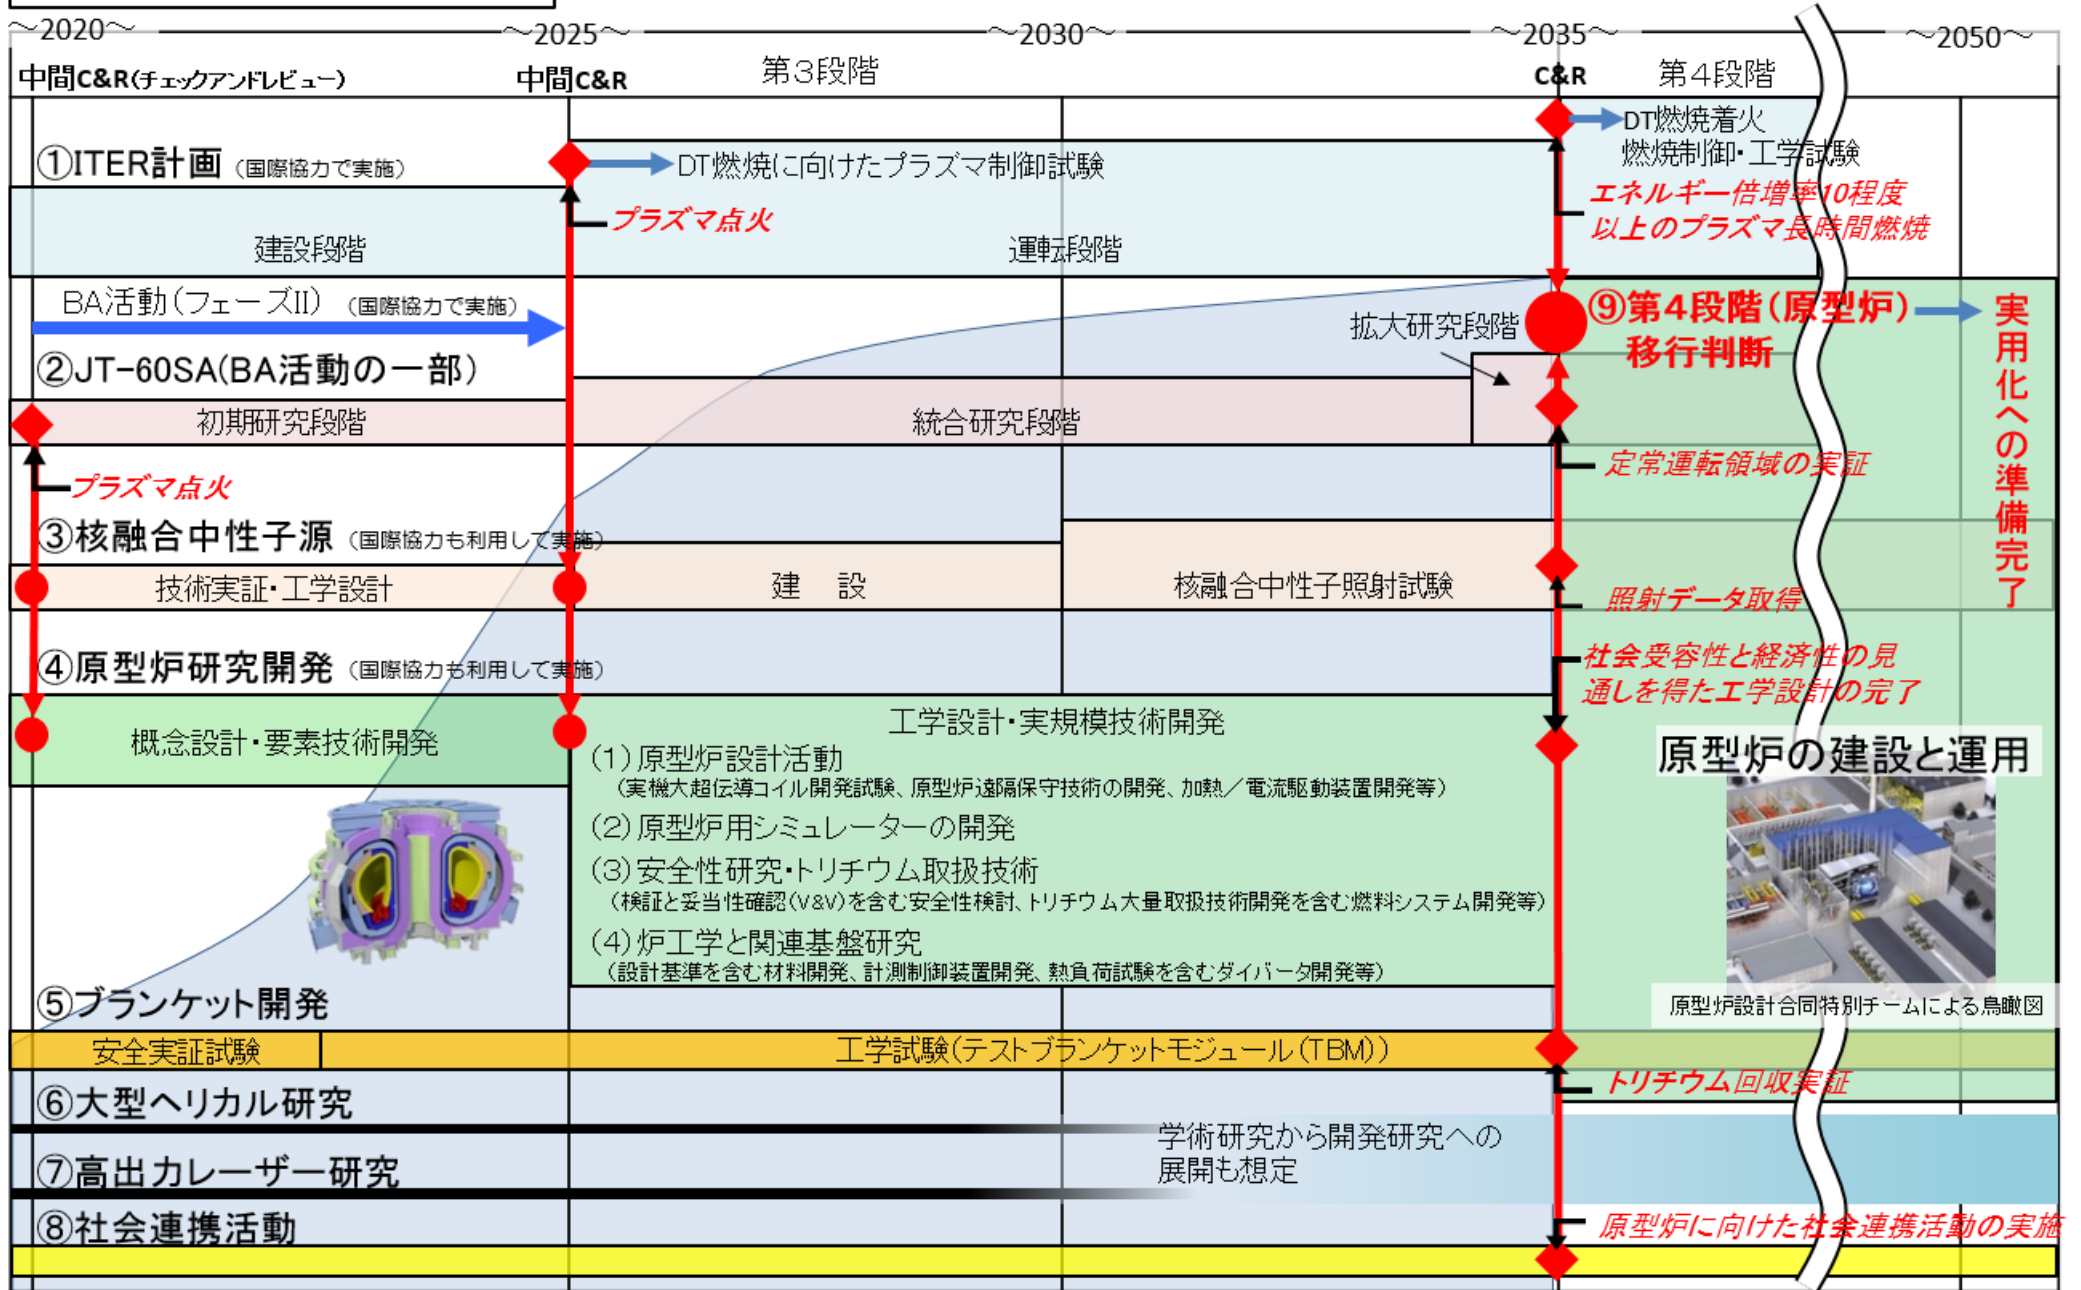 ～2020～ ～2025～ ～2030～ ～2035～ ～2050～
中間C&R(チェックアンドレビュー) 中間C&R 第3段階 C&R 第4段階
①ITER計画 (国際協力で実施)
DT燃焼に向けたプラズマ制御試験
DT燃焼着火
燃焼制御・工学試験
プラズマ点火
エネルギー倍増率10程度
以上のプラズマ長時間燃焼
建設段階 運転段階
BA活動(フェーズII) (国際協力で実施)
拡大研究段階
⑨第4段階(原型炉)
移行判断
実用化への準備完了
②JT-60SA(BA活動の一部)
初期研究段階 統合研究段階
定常運転領域の実証
プラズマ点火
③核融合中性子源 (国際協力も利用して実施)
技術実証・工学設計 建 設 核融合中性子照射試験
照射データ取得
④原型炉研究開発 (国際協力も利用して実施)
社会受容性と経済性の見
通しを得た工学設計の完了
概念設計・要素技術開発
工学設計・実規模技術開発
(1)原型炉設計活動
(実機大超伝導コイル開発試験、原型炉遠隔保守技術の開発、加熱／電流駆動装置開発等)
(2)原型炉用シミュレーターの開発
(3)安全性研究・トリチウム取扱技術
(検証と妥当性確認(V&V)を含む安全性検討、トリチウム大量取扱技術開発を含む燃料システム開発等)
(4)炉工学と関連基盤研究
(設計基準を含む材料開発、計測制御装置開発、熱負荷試験を含むダイバータ開発等)
原型炉の建設と運用
原型炉設計合同特別チームによる鳥瞰図
⑤ブランケット開発
安全実証試験 工学試験(テストブランケットモジュール(TBM))
トリチウム回収実証
⑥大型ヘリカル研究
学術研究から開発研究への
展開も想定
⑦高出力レーザー研究
⑧社会連携活動
原型炉に向けた社会連携活動の実施